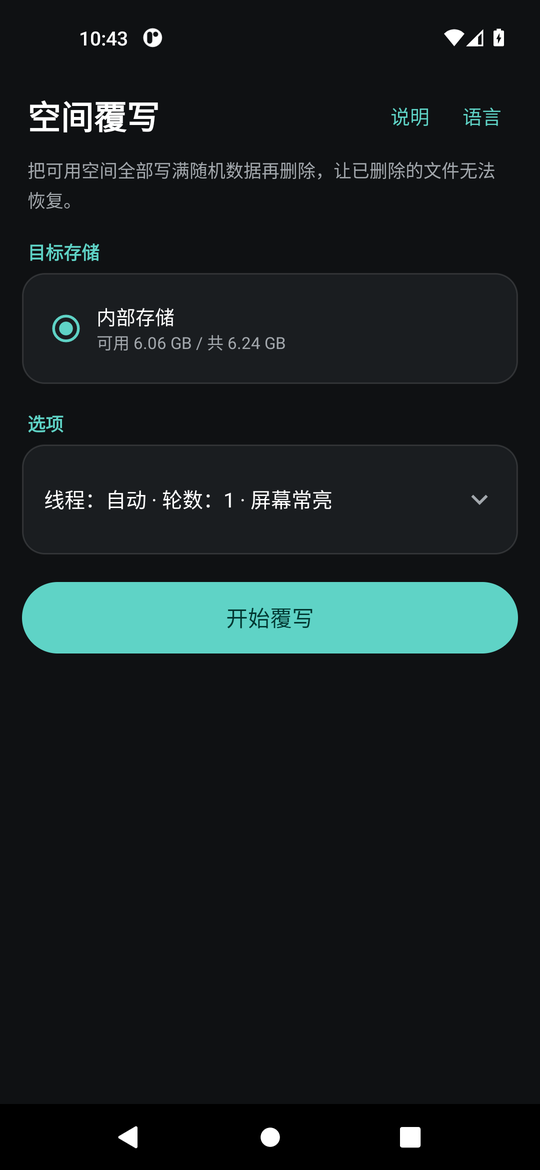 10:43
空间覆写
说明
语言
把可用空间全部写满随机数据再删除，让已删除的文件无法
恢复。
目标存储
内部存储
可用 6.06 GB / 共 6.24 GB
选项
线程：自动 · 轮数：1 · 屏幕常亮
开始覆写